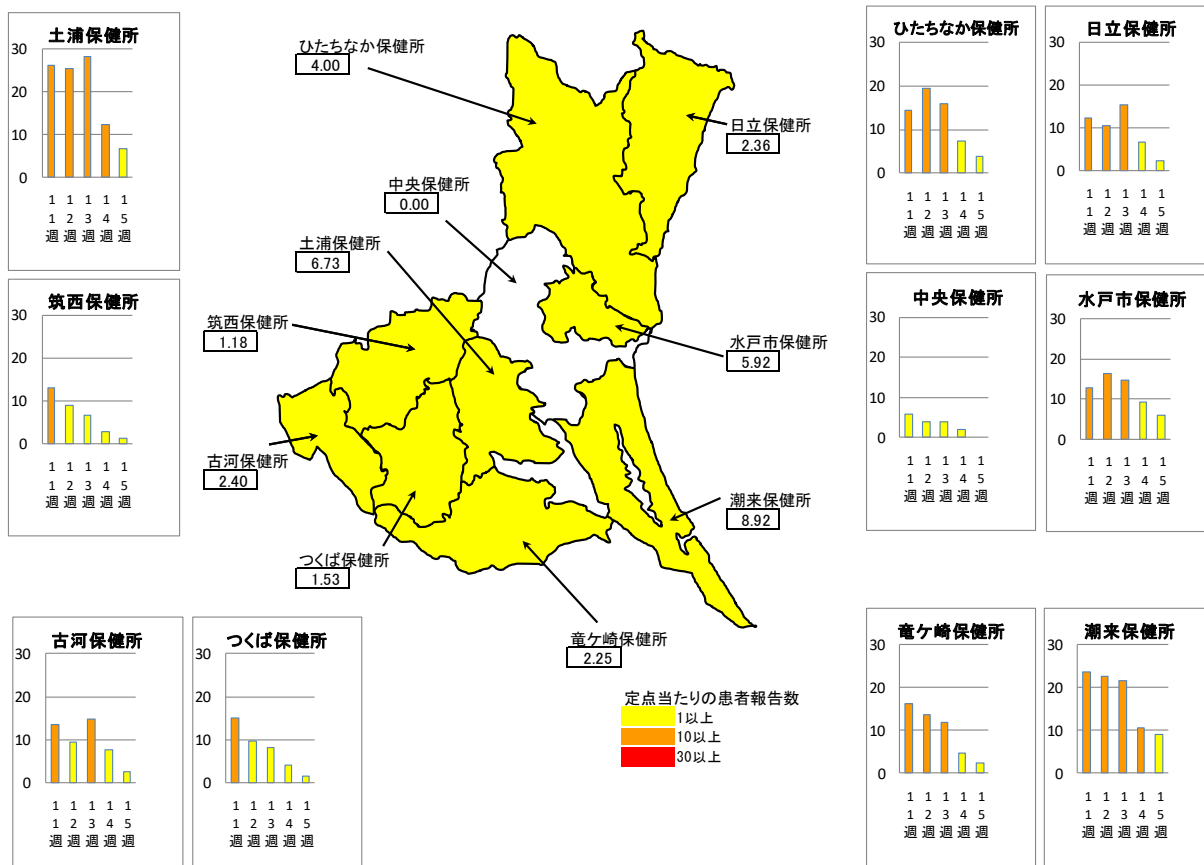 土浦保健所
30
20
10
0
11週
12週
13週
14週
15週
ひたちなか保健所
4.00
日立保健所
2.36
中央保健所
0.00
土浦保健所
6.73
筑西保健所
1.18
水戸市保健所
5.92
古河保健所
2.40
潮来保健所
8.92
つくば保健所
1.53
竜ケ崎保健所
2.25
定点当たりの患者報告数
1以上
10以上
30以上
ひたちなか保健所
30
20
10
0
11週
12週
13週
14週
15週
日立保健所
30
20
10
0
11週
12週
13週
14週
15週
筑西保健所
30
20
10
0
11週
12週
13週
14週
15週
中央保健所
30
20
10
0
11週
12週
13週
14週
15週
水戸市保健所
30
20
10
0
11週
12週
13週
14週
15週
古河保健所
30
20
10
0
11週
12週
13週
14週
15週
つくば保健所
30
20
10
0
11週
12週
13週
14週
15週
竜ケ崎保健所
30
20
10
0
11週
12週
13週
14週
15週
潮来保健所
30
20
10
0
11週
12週
13週
14週
15週